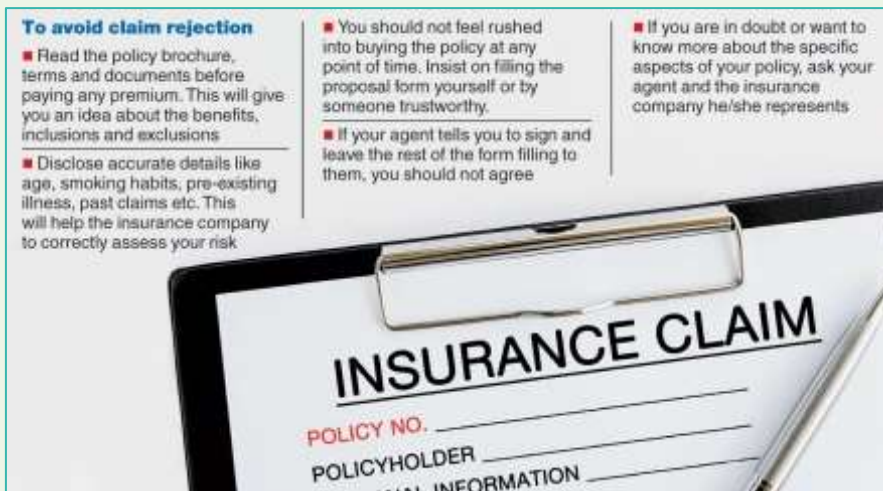 To avoid claim rejection
■ Read the policy brochure,
terms and documents before
paying any premium. This will give
you an idea about the benefits,
inclusions and exclusions
■ Disclose accurate details like
age, smoking habits, pre-existing
illness, past claims etc. This
will help the insurance company
to correctly assess your risk
■ You should not feel rushed
into buying the policy at any
point of time. Insist on filling the
proposal form yourself or by
someone trustworthy.
■ If your agent tells you to sign and
leave the rest of the form filling to
them, you should not agree
■ If you are in doubt or want to
know more about the specific
aspects of your policy, ask your
agent and the insurance
company he/she represents
INSURANCE CLAIM
POLICY NO.
POLICYHOLDER
INFORMATION